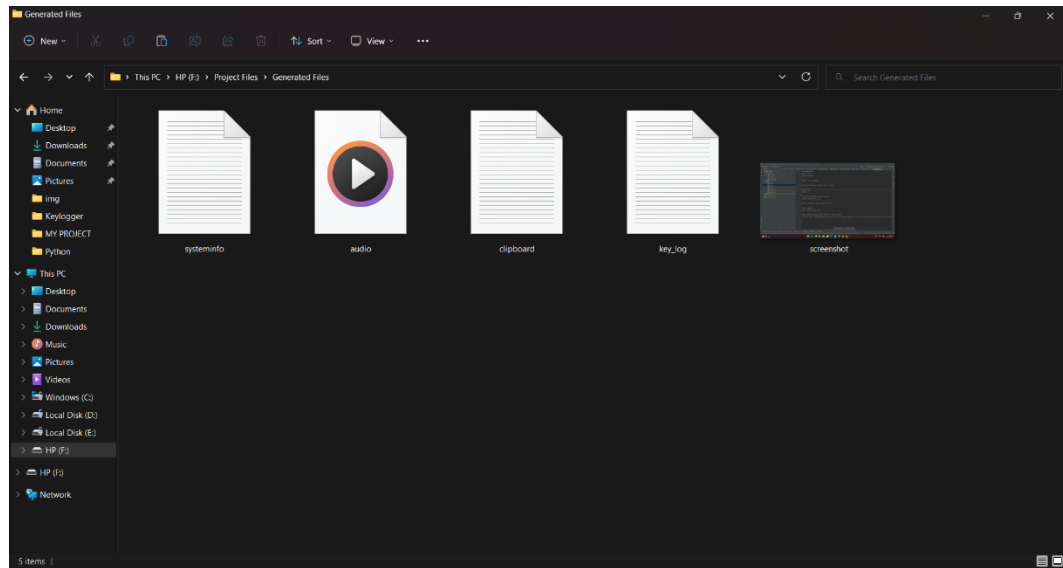 Generated Files
New
Sort
View
This PC > HP (F:) > Project Files > Generated Files
Search Generated Files
Home
Desktop
Downloads
Documents
Pictures
img
Keylogger
MY PROJECT
Python
This PC
Desktop
Documents
Downloads
Music
Pictures
Videos
Windows (C:)
Local Disk (D:)
Local Disk (E:)
HP (F:)
HP (F:)
Network
systeminfo
audio
clipboard
key_log
screenshot
5 items